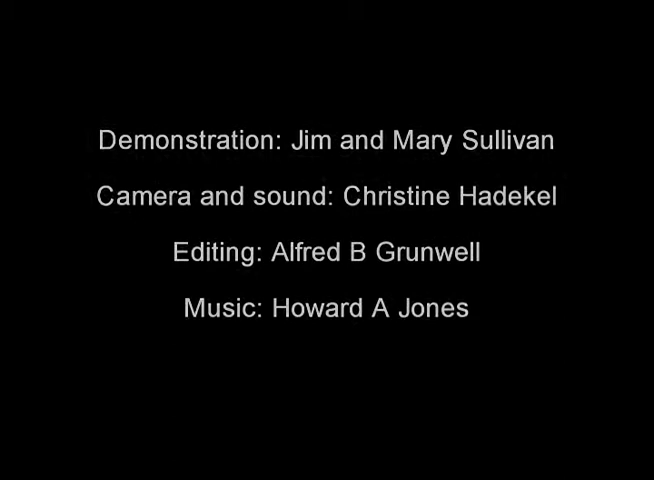 Demonstration: Jim and Mary Sullivan
Camera and sound: Christine Hadekel
Editing: Alfred B Grunwell
Music: Howard A Jones